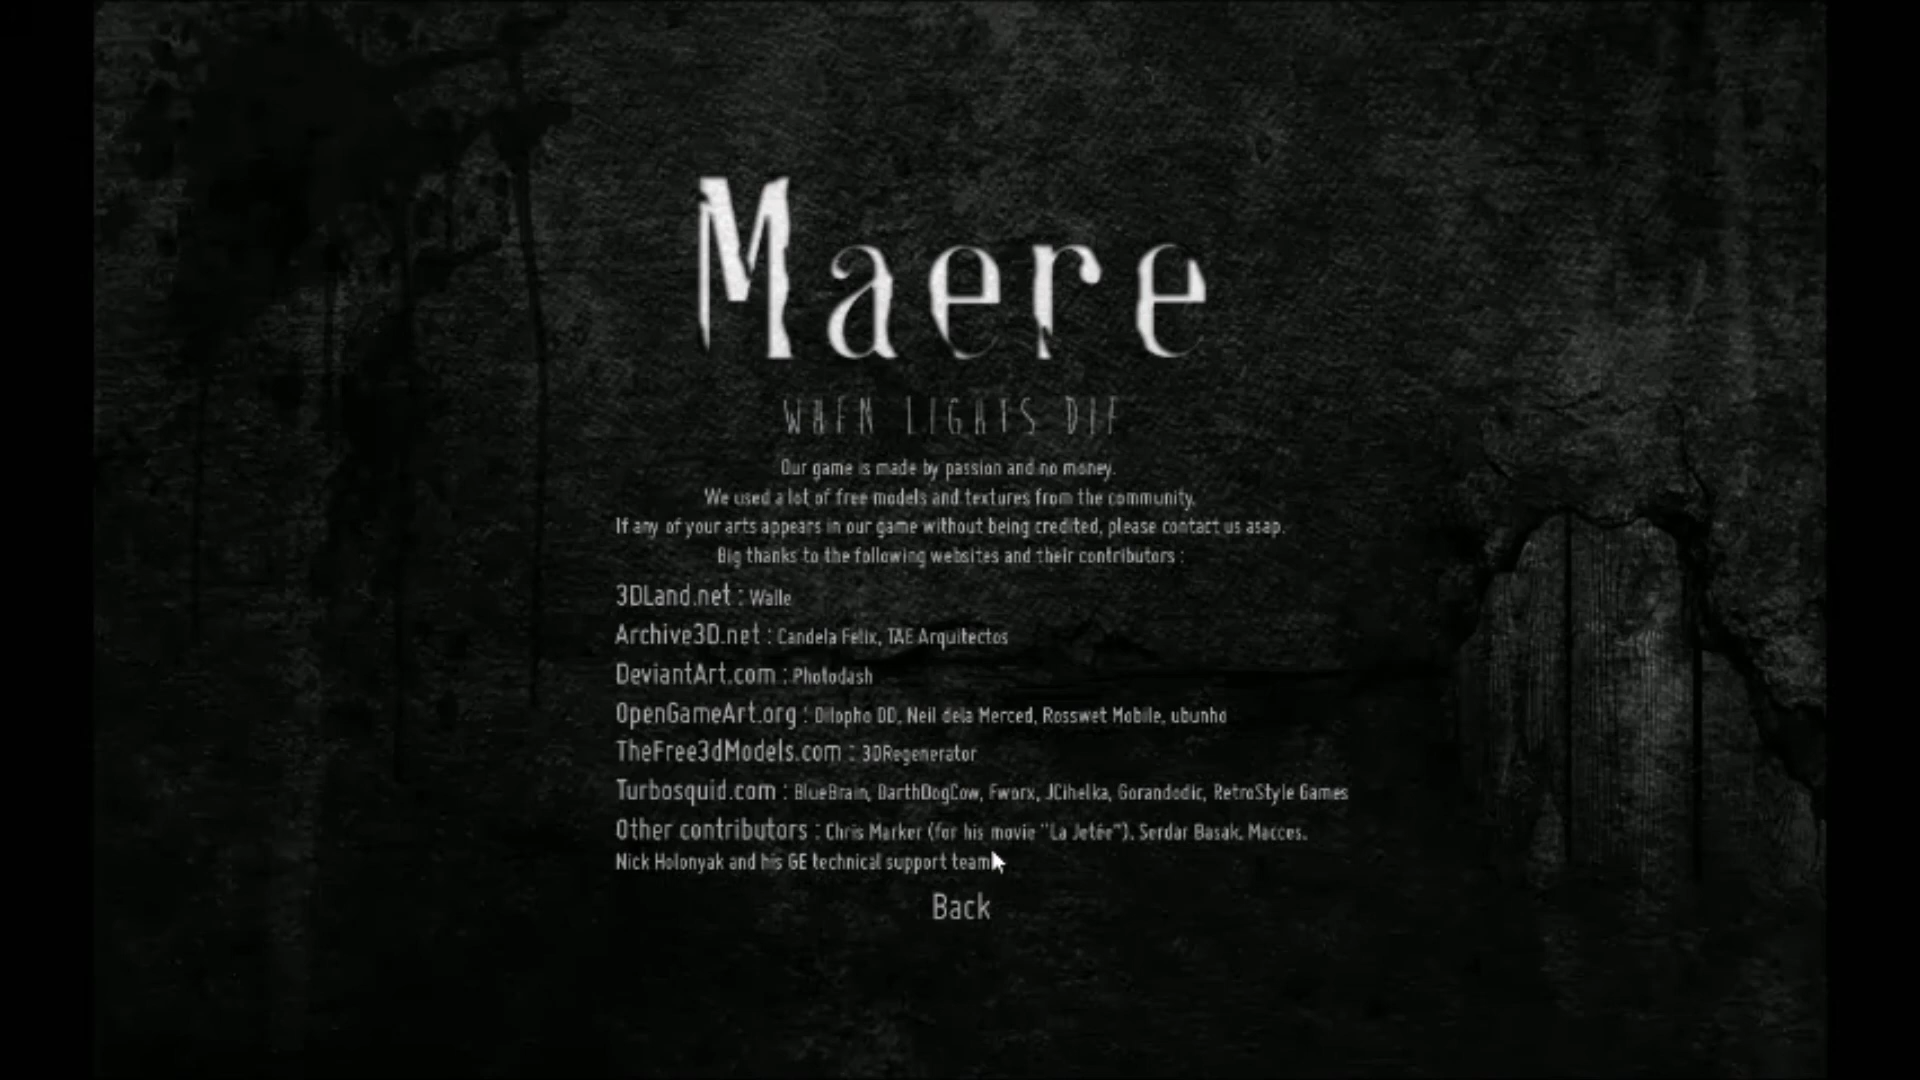 Maere
WHEN LIGHTS DIE
Our game is made by passion and no money.
We used a lot of free models and textures from the community.
If any of your arts appears in our game without being credited, please contact us asap.
Big thanks to the following websites and their contributors :
3DLand.net : Walle
Archive3D.net : Candela Felix, TAE Arquitectos
DeviantArt.com : Photodash
OpenGameArt.org : Dilopho DD, Neil dela Merced, Rosswet Mobile, ubunho
TheFree3dModels.com : 3DRegenerator
Turbosquid.com : BlueBrain, DarthDogCow, Fworx, JCihelka, Gorandodic, RetroStyle Games
Other contributors : Chris Marker (for his movie "La Jetée"), Serdar Basak, Macces,
Nick Holonyak and his GE technical support team
Back